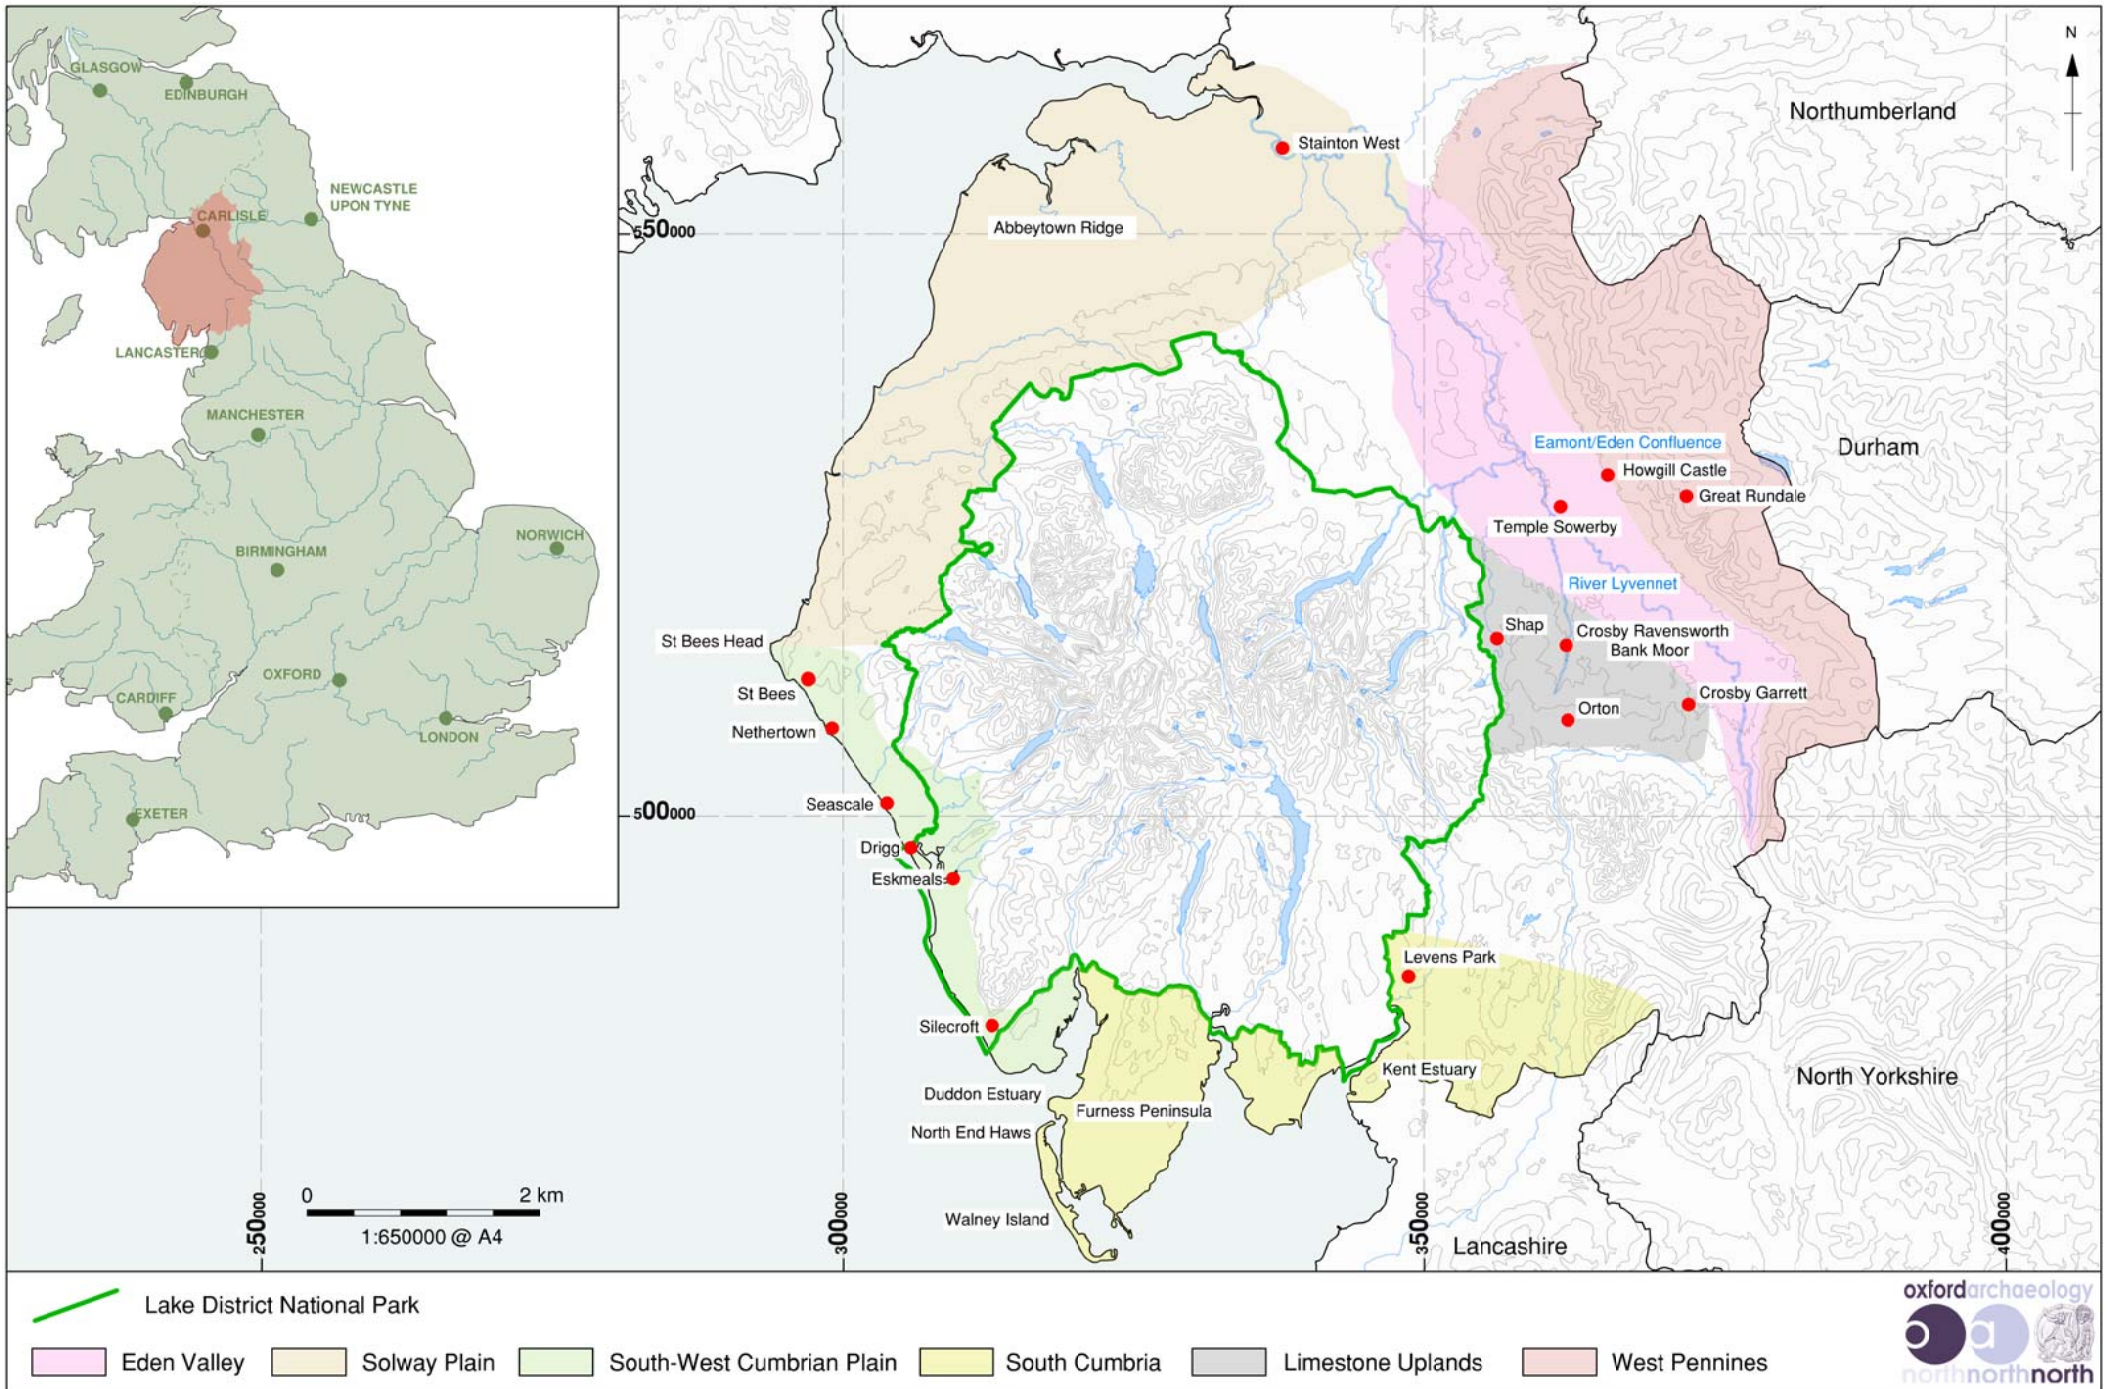 GLASGOW
EDINBURGH
NEWCASTLE
UPON TYNE
CARLISLE
LANCASTER
MANCHESTER
BIRMINGHAM
NORWICH
OXFORD
CARDIFF
LONDON
EXETER
N
Northumberland
Stainton West
Abbeytown Ridge
550000
Eamont/Eden Confluence
Howgill Castle
Great Rundale
Durham
Temple Sowerby
River Lyvennet
St Bees Head
Shap
Crosby Ravensworth
Bank Moor
St Bees
Crosby Garrett
Orton
Nethertown
Seascale
500000
Drigg
Eskmeals
Levens Park
Silecroft
Kent Estuary
North Yorkshire
Duddon Estuary
Furness Peninsula
North End Haws
Walney Island
Lancashire
0 2 km
1:650000 @ A4
250000
300000
350000
400000
Lake District National Park
Eden Valley
Solway Plain
South-West Cumbrian Plain
South Cumbria
Limestone Uplands
West Pennines
oxfordarchaeology
oa
northnorthnorth